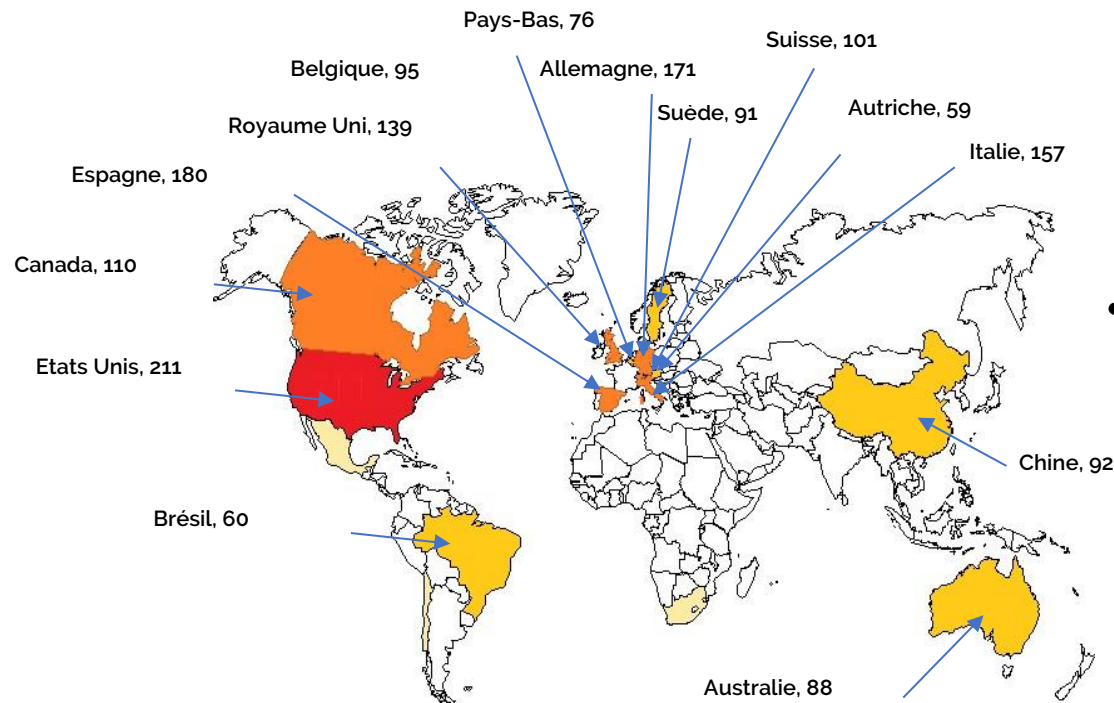 Pays-Bas, 76
Suisse, 101
Belgique, 95
Allemagne, 171
Suède, 91
Autriche, 59
Royaume Uni, 139
Italie, 157
Espagne, 180
Canada, 110
Etats Unis, 211
Chine, 92
Brésil, 60
Australie, 88